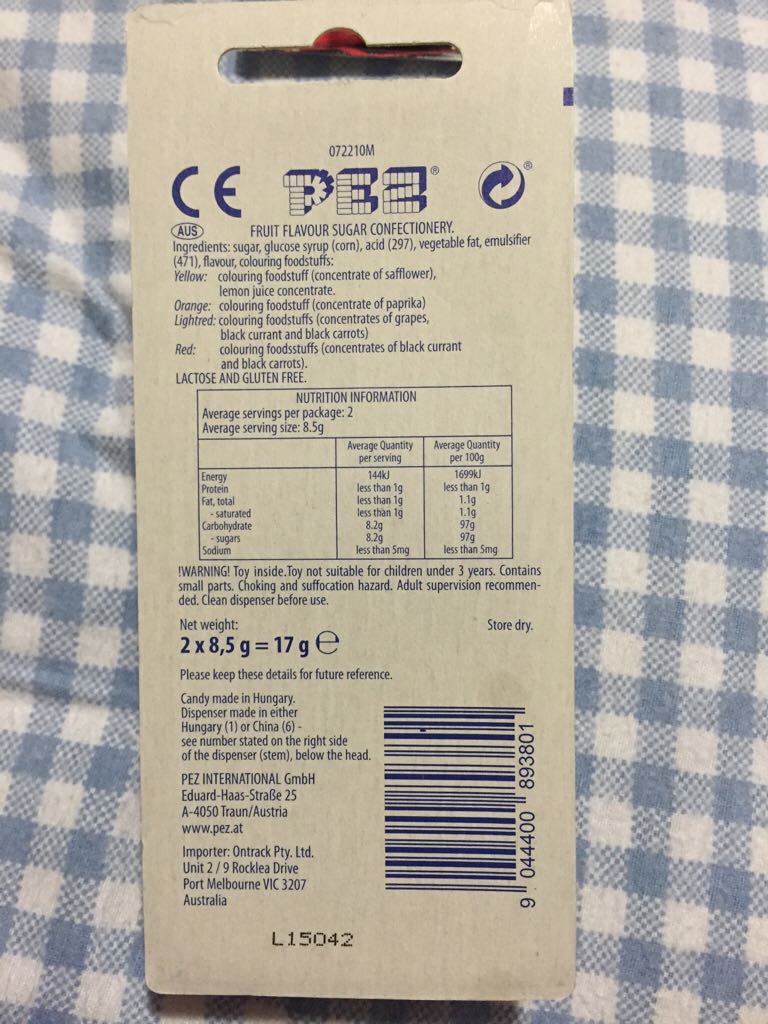 072210M
CE PEZ® ®
AUS FRUIT FLAVOUR SUGAR CONFECTIONERY.
Ingredients: sugar, glucose syrup (corn), acid (297), vegetable fat, emulsifier
(471), flavour, colouring foodstuffs:
Yellow: colouring foodstuff (concentrate of safflower),
lemon juice concentrate.
Orange: colouring foodstuff (concentrate of paprika)
Lightred: colouring foodstuffs (concentrates of grapes,
black currant and black carrots)
Red: colouring foodsstuffs (concentrates of black currant
and black carrots).
LACTOSE AND GLUTEN FREE.
NUTRITION INFORMATION
Average servings per package: 2
Average serving size: 8.5g
Average Quantity per serving Average Quantity per 100g
Energy 144kJ 1699kJ
Protein less than 1g less than 1g
Fat, total less than 1g 1.1g
- saturated less than 1g 1.1g
Carbohydrate 8.2g 97g
- sugars 8.2g 97g
Sodium less than 5mg less than 5mg
!WARNING! Toy inside.Toy not suitable for children under 3 years. Contains
small parts. Choking and suffocation hazard. Adult supervision recommen-
ded. Clean dispenser before use.
Net weight: Store dry.
2 x 8,5 g = 17 g ℮
Please keep these details for future reference.
Candy made in Hungary.
Dispenser made in either
Hungary (1) or China (6) -
see number stated on the right side
of the dispenser (stem), below the head.
PEZ INTERNATIONAL GmbH
Eduard-Haas-Straße 25
A-4050 Traun/Austria
www.pez.at
Importer: Ontrack Pty. Ltd.
Unit 2 / 9 Rocklea Drive
Port Melbourne VIC 3207
Australia
9 044400 893801
L15042